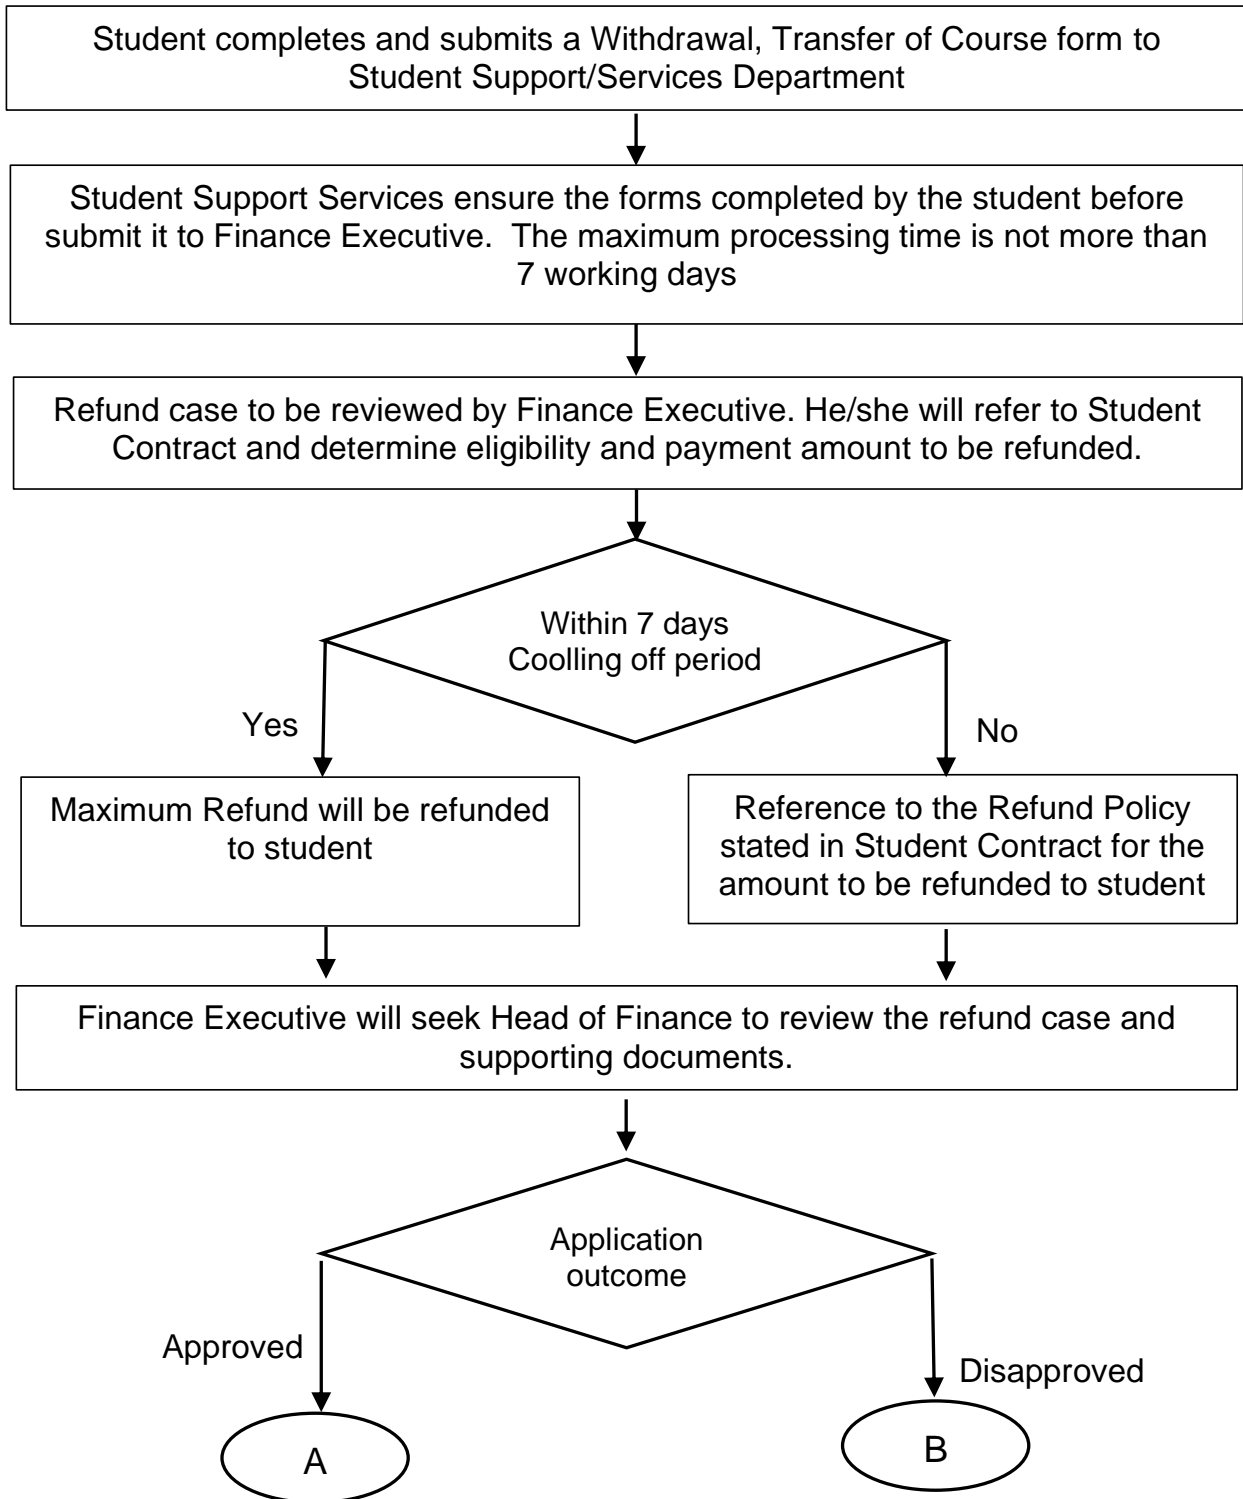 Student completes and submits a Withdrawal, Transfer of Course form to
Student Support/Services Department
Student Support Services ensure the forms completed by the student before
submit it to Finance Executive.  The maximum processing time is not more than
7 working days
Refund case to be reviewed by Finance Executive. He/she will refer to Student
Contract and determine eligibility and payment amount to be refunded.
Within 7 days
Coolling off period
Yes
No
Maximum Refund will be refunded
to student
Reference to the Refund Policy
stated in Student Contract for the
amount to be refunded to student
Finance Executive will seek Head of Finance to review the refund case and
supporting documents.
Application
outcome
Approved
Disapproved
A
B